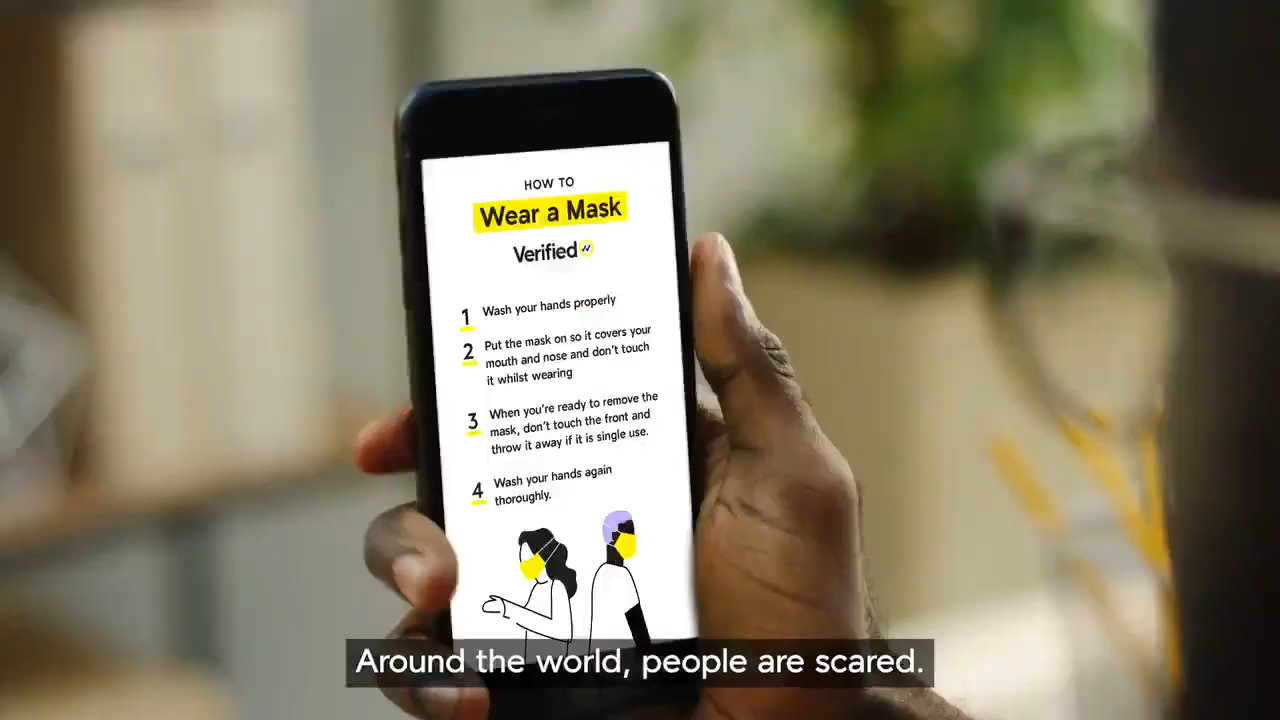 HOW TO
Wear a Mask
Verified
1 Wash your hands properly
2 Put the mask on so it covers your
mouth and nose and don't touch
it whilst wearing
3 When you're ready to remove the
mask, don't touch the front and
throw it away if it is single use.
4 Wash your hands again
thoroughly.
Around the world, people are scared.